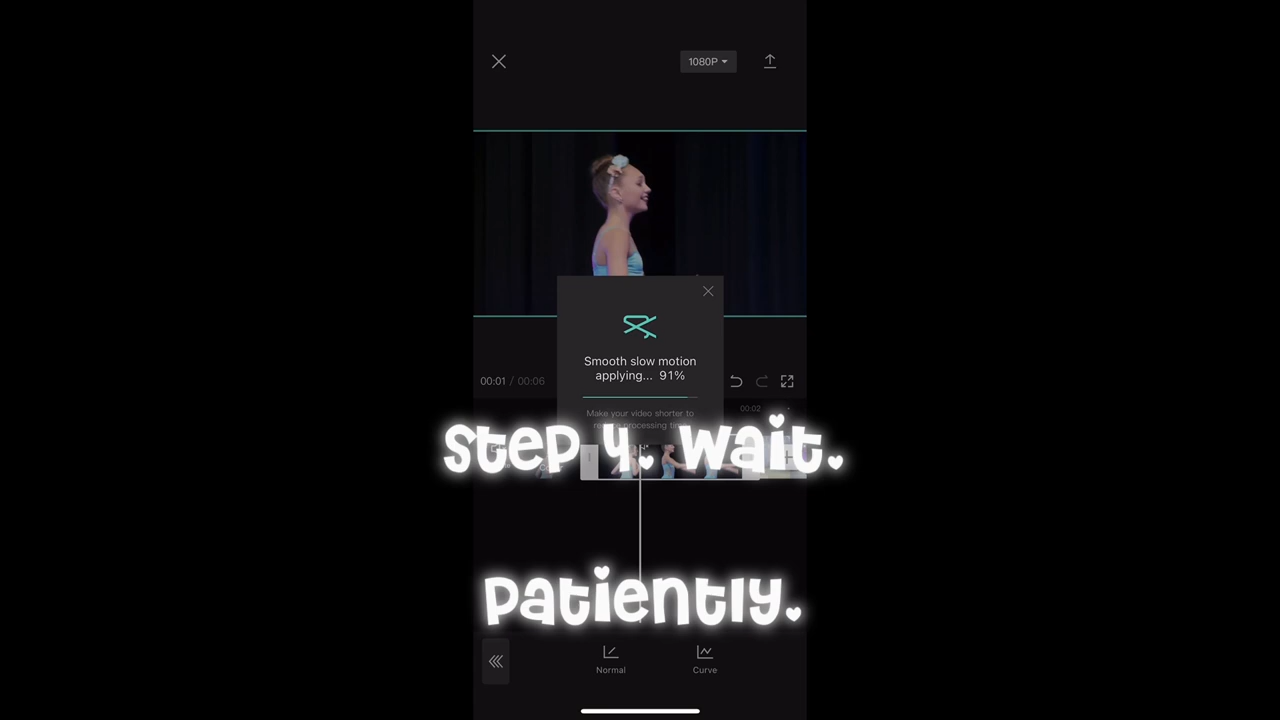 1080P
Smooth slow motion
applying... 91%
00:01 / 00:06
Make your video shorter to
00:02
Step 4. Wait.
Patiently.
Normal
Curve